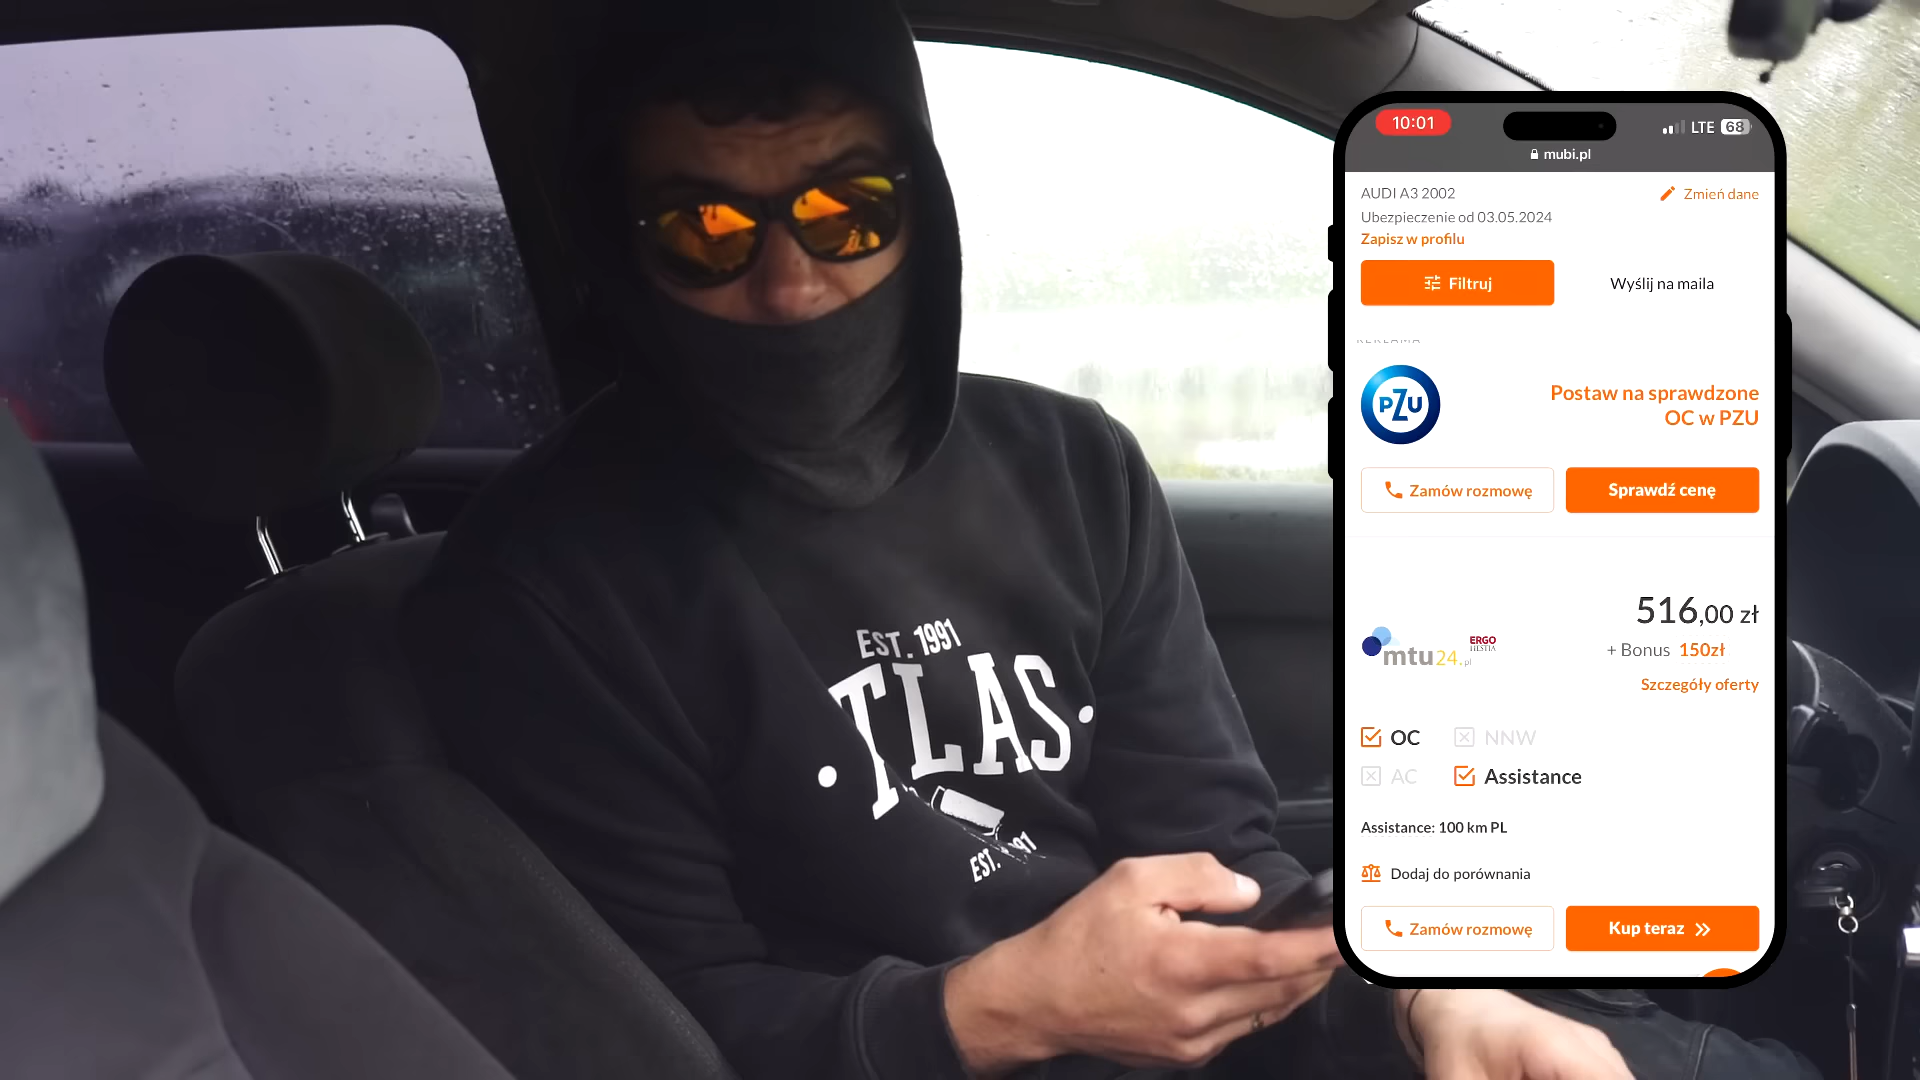 EST. 1991
TLAS
EST.
10:01
LTE 68
mubi.pl
AUDI A3 2002
Zmień dane
Ubezpieczenie od 03.05.2024
Zapisz w profilu
Filtruj
Wyślij na maila
PZU
Postaw na sprawdzone
OC w PZU
Zamów rozmowę
Sprawdź cenę
516,00 zł
mtu24.pl
ERGO
HESTIA
+ Bonus 150zł
Szczegóły oferty
OC
NNW
AC
Assistance
Assistance: 100 km PL
Dodaj do porównania
Zamów rozmowę
Kup teraz